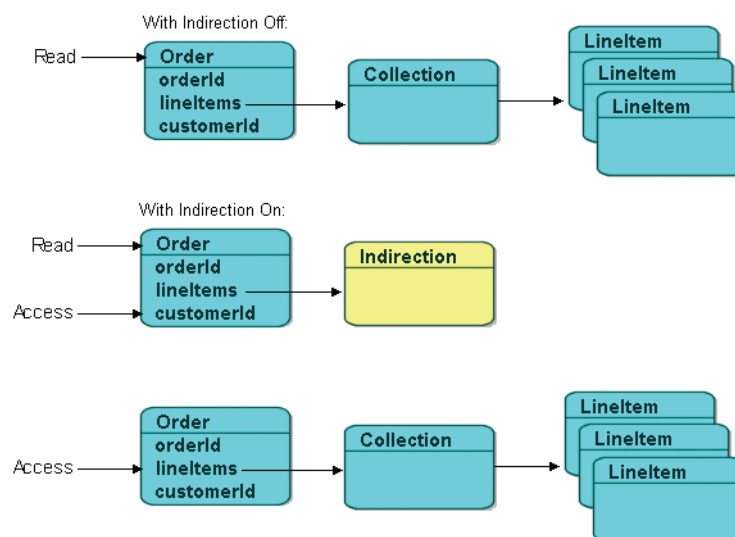 With Indirection Off:
Read
Order
orderId
lineItems
customerId
Collection
LineItem
LineItem
LineItem
With Indirection On:
Read
Access
Order
orderId
lineItems
customerId
Indirection
Access
Order
orderId
lineItems
customerId
Collection
LineItem
LineItem
LineItem